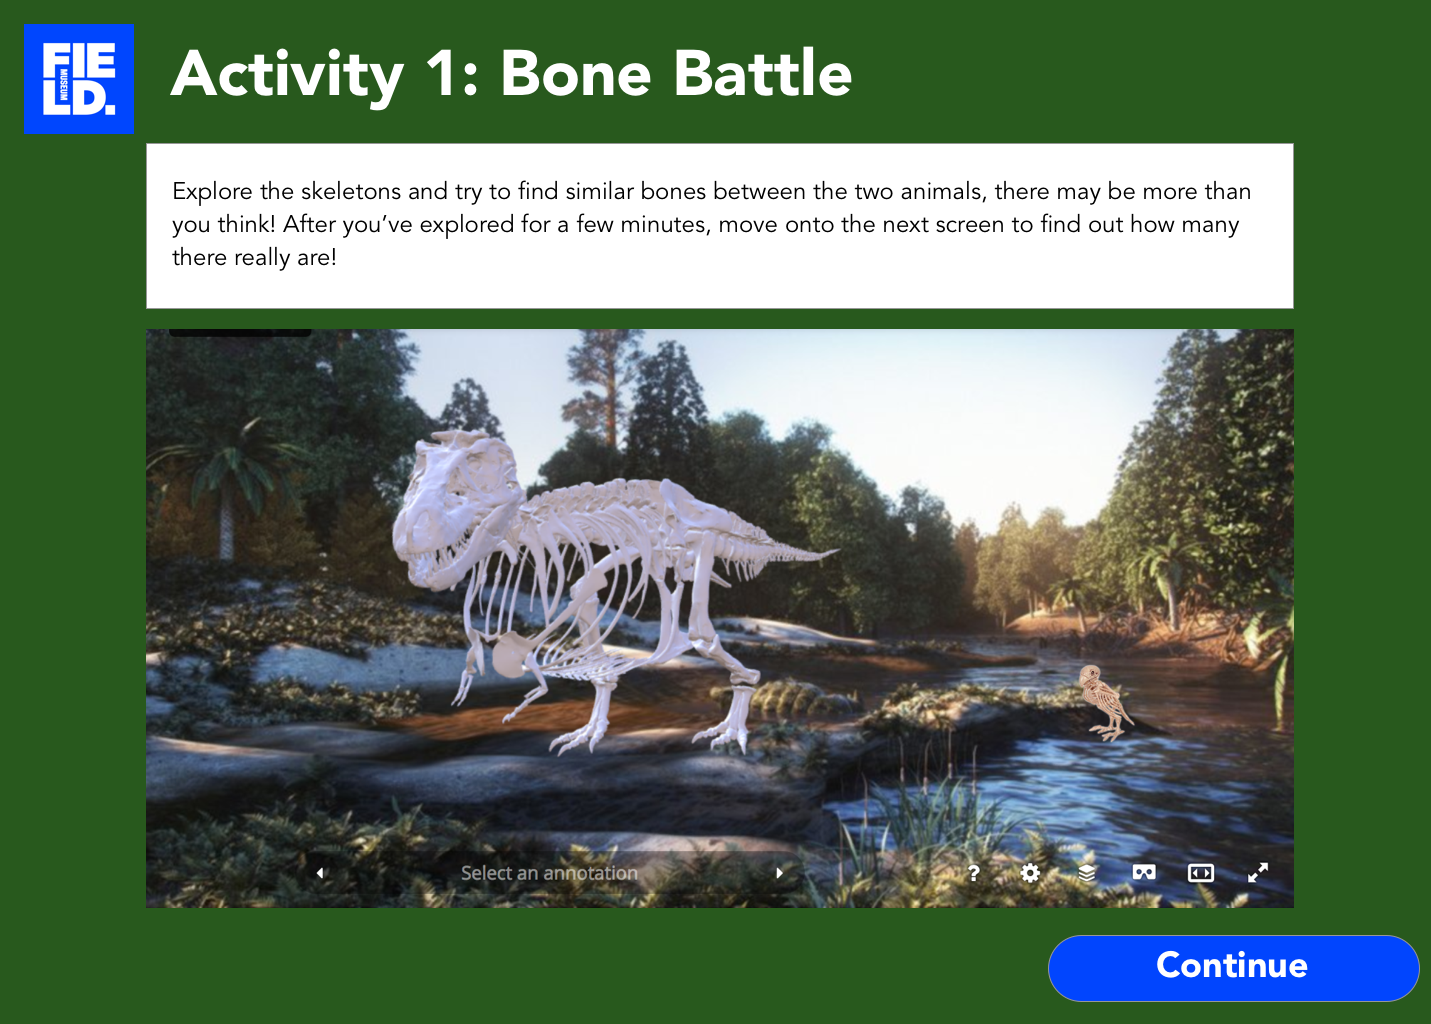 FIE
LD.
MUSEUM
Activity 1: Bone Battle
Explore the skeletons and try to find similar bones between the two animals, there may be more than
you think! After you’ve explored for a few minutes, move onto the next screen to find out how many
there really are!
Select an annotation
?
Continue